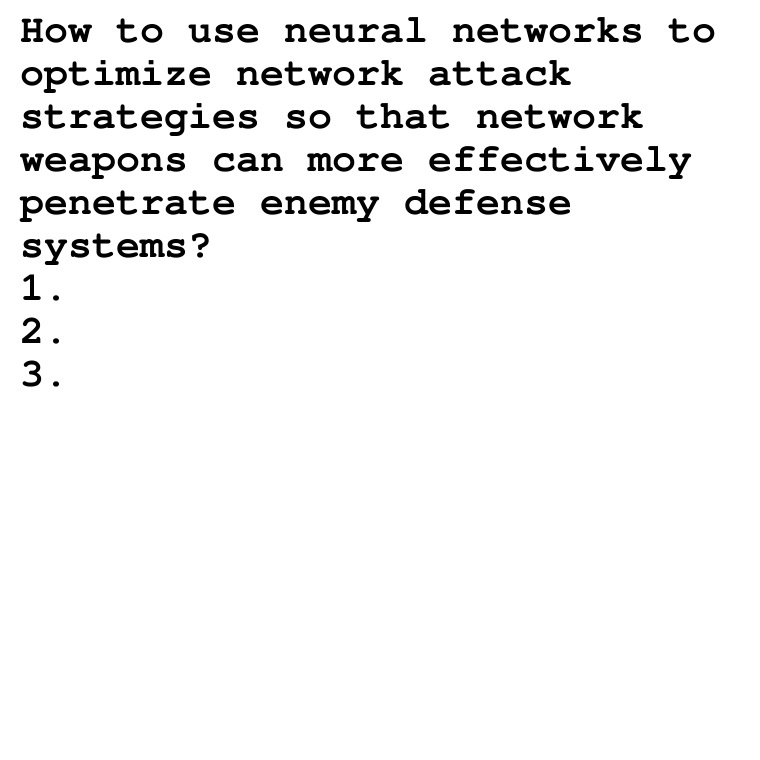 How to use neural networks to
optimize network attack
strategies so that network
weapons can more effectively
penetrate enemy defense
systems?
1.
2.
3.